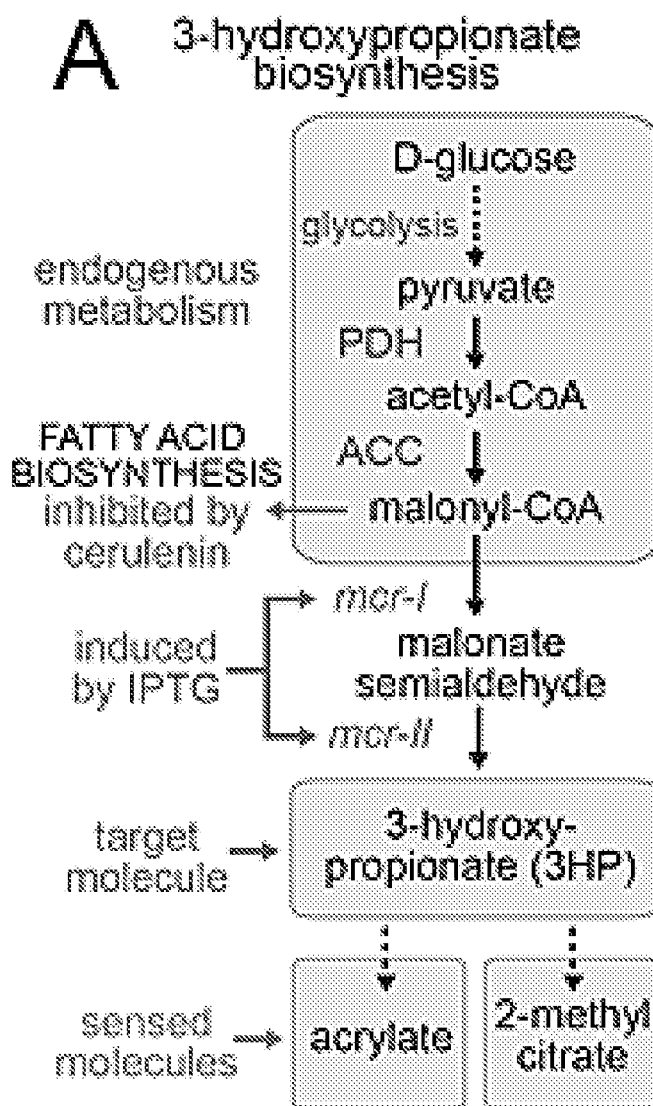 A
3-hydroxypropionate
biosynthesis
D-glucose
glycolysis
endogenous
metabolism
pyruvate
PDH
acetyl-CoA
FATTY ACID
BIOSYNTHESIS
inhibited by
cerulenin
ACC
malonyl-CoA
mcr-I
induced
by IPTG
malonate
semialdehyde
mcr-II
target
molecule
3-hydroxy-
propionate (3HP)
sensed
molecules
acrylate
2-methyl
citrate